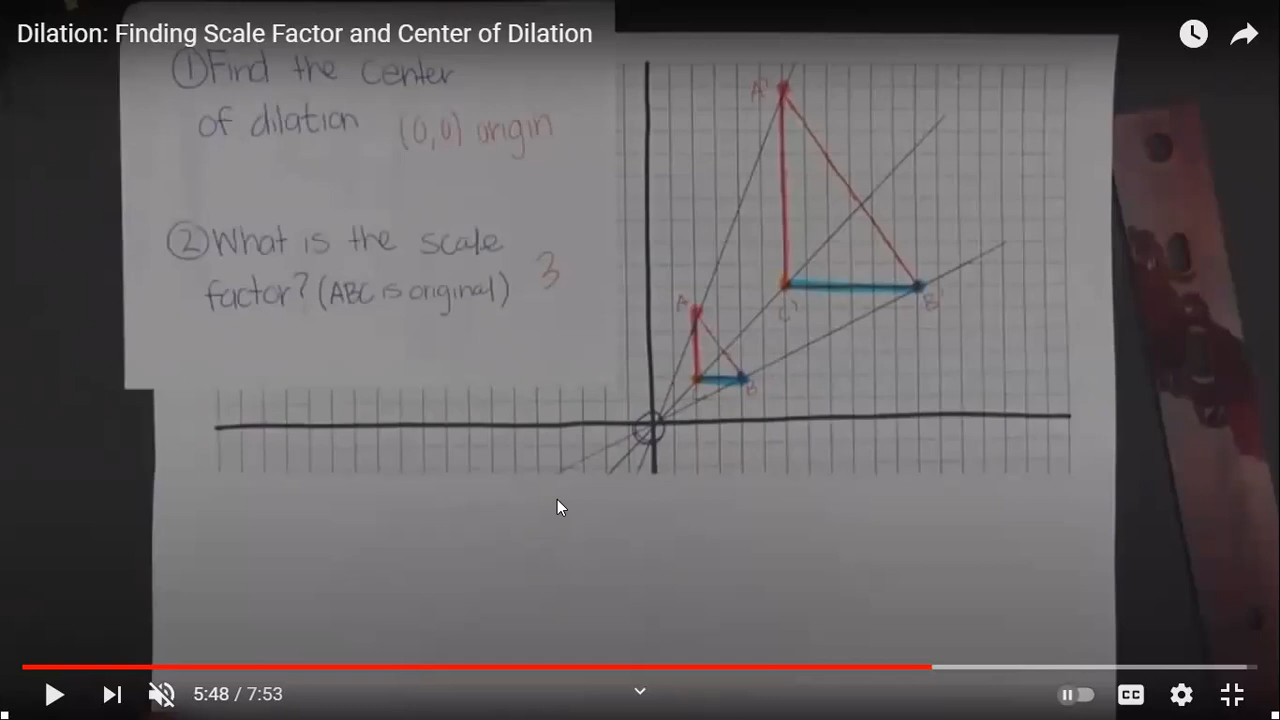 Dilation: Finding Scale Factor and Center of Dilation
①Find the center
of dilation (0,0) origin
②What is the scale
factor? (ABC is original) 3
A'
A
C'
B'
B
5:48 / 7:53
CC